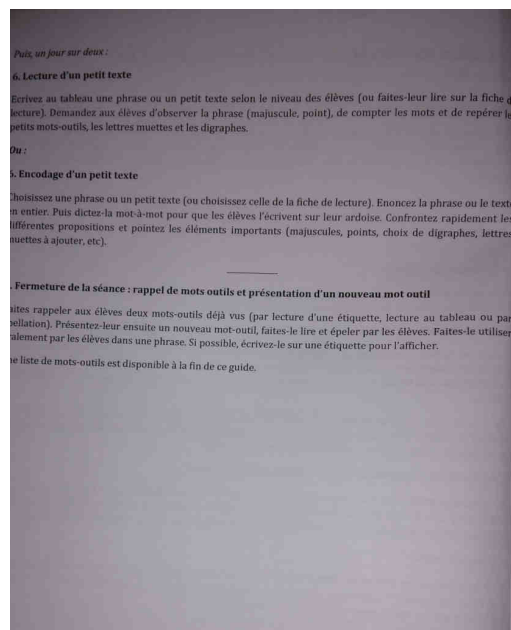 Puis, un jour sur deux :
6. Lecture d'un petit texte
Ecrivez au tableau une phrase ou un petit texte selon le niveau des élèves (ou faites-leur lire sur la fiche d
lecture). Demandez aux élèves d'observer la phrase (majuscule, point), de compter les mots et de repérer le
petits mots-outils, les lettres muettes et les digraphes.
Ou :
6. Encodage d'un petit texte
Choisissez une phrase ou un petit texte (ou choisissez celle de la fiche de lecture). Enoncez la phrase ou le text
en entier. Puis dictez-la mot-à-mot pour que les élèves l'écrivent sur leur ardoise. Confrontez rapidement les
différentes propositions et pointez les éléments importants (majuscules, points, choix de digraphes, lettres
muettes à ajouter, etc).
. Fermeture de la séance : rappel de mots outils et présentation d'un nouveau mot outil
aites rappeler aux élèves deux mots-outils déjà vus (par lecture d'une étiquette, lecture au tableau ou par
pellation). Présentez-leur ensuite un nouveau mot-outil, faites-le lire et épeler par les élèves. Faites-le utiliser
alement par les élèves dans une phrase. Si possible, écrivez-le sur une étiquette pour l'afficher.
ne liste de mots-outils est disponible à la fin de ce guide.